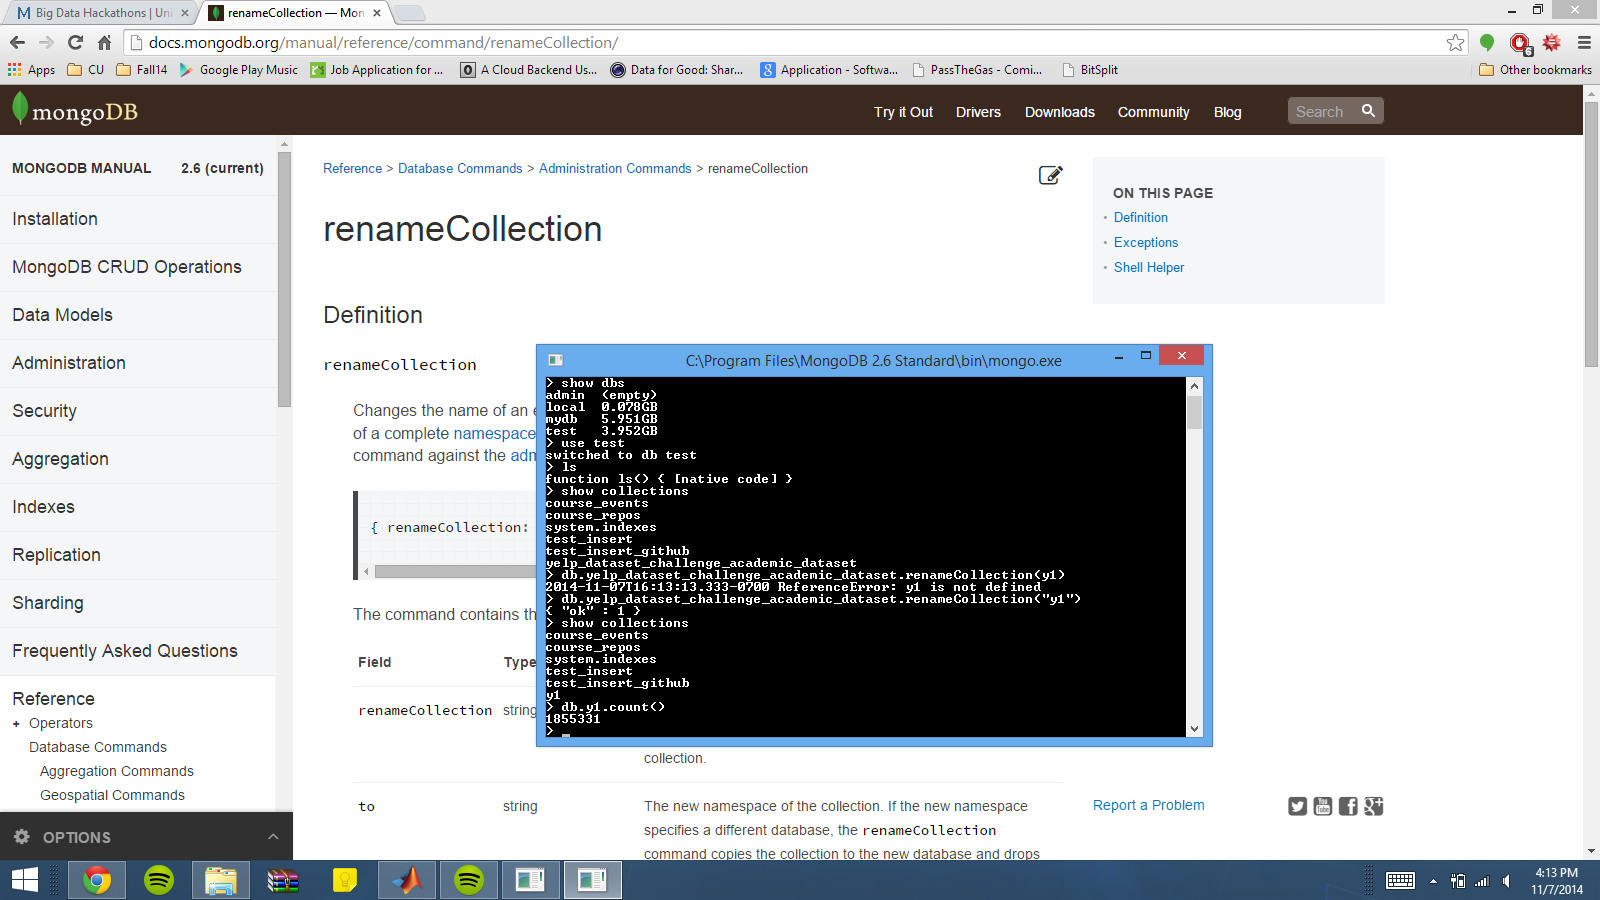 Big Data Hackathons | Uni
renameCollection — Mon
docs.mongodb.org/manual/reference/command/renameCollection/
Apps CU Fall14 Google Play Music Job Application for ... A Cloud Backend Us... Data for Good: Shar... Application - Softwa... PassTheGas - Comi... BitSplit Other bookmarks
mongoDB
Try it Out Drivers Downloads Community Blog Search
MONGODB MANUAL 2.6 (current)
Installation
MongoDB CRUD Operations
Data Models
Administration
Security
Aggregation
Indexes
Replication
Sharding
Frequently Asked Questions
Reference
+ Operators
Database Commands
Aggregation Commands
Geospatial Commands
OPTIONS
Reference > Database Commands > Administration Commands > renameCollection
renameCollection
Definition
renameCollection
Changes the name of an e
of a complete namespace
command against the adm
{ renameCollection:
The command contains th
Field Type
renameCollection string
collection.
to string The new namespace of the collection. If the new namespace
specifies a different database, the renameCollection
command copies the collection to the new database and drops
ON THIS PAGE
• Definition
• Exceptions
• Shell Helper
Report a Problem
C:\Program Files\MongoDB 2.6 Standard\bin\mongo.exe
> show dbs
admin (empty)
local 0.078GB
mydb 5.951GB
test 3.952GB
> use test
switched to db test
> ls
function ls() { [native code] }
> show collections
course_events
course_repos
system.indexes
test_insert
test_insert_github
yelp_dataset_challenge_academic_dataset
> db.yelp_dataset_challenge_academic_dataset.renameCollection(y1)
2014-11-07T16:13:13.333-0700 ReferenceError: y1 is not defined
> db.yelp_dataset_challenge_academic_dataset.renameCollection("y1")
{ "ok" : 1 }
> show collections
course_events
course_repos
system.indexes
test_insert
test_insert_github
y1
> db.y1.count()
1855331
> _
4:13 PM
11/7/2014